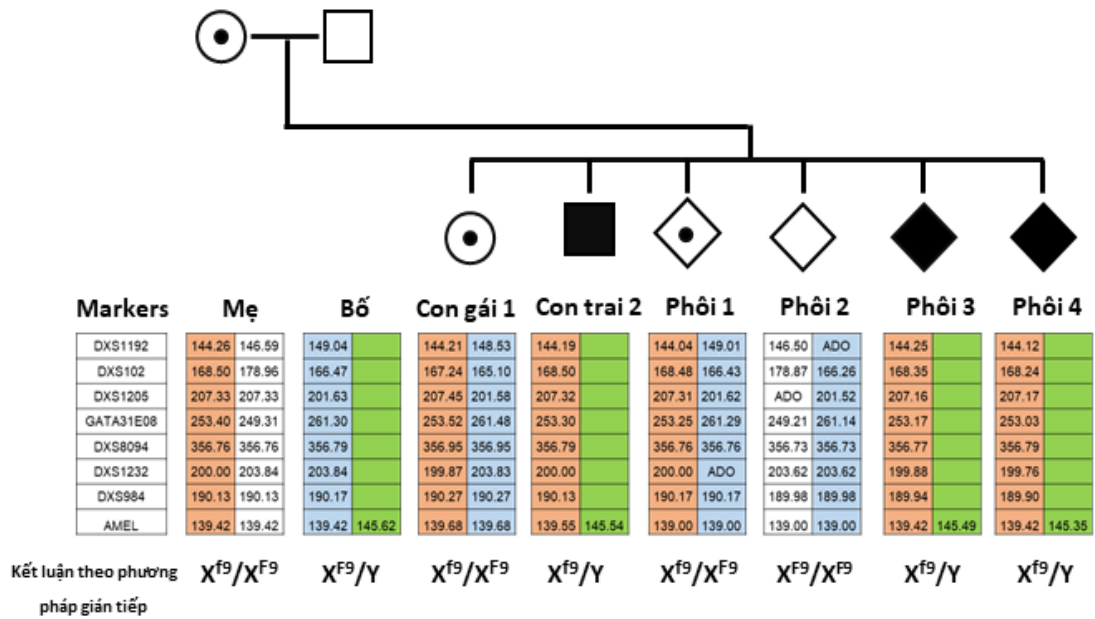 Markers Mẹ Bố Con gái 1 Con trai 2 Phôi 1 Phôi 2 Phôi 3 Phôi 4
DXS1192 144.26 146.59 149.04 144.21 148.53 144.19 144.04 149.01 146.50 ADO 144.25 144.12
DXS102 168.50 178.96 166.47 167.24 165.10 168.50 168.48 166.43 178.87 166.26 168.35 168.24
DXS1205 207.33 207.33 201.63 207.45 201.58 207.32 207.31 201.62 ADO 201.52 207.16 207.17
GATA31E08 253.40 249.31 261.30 253.52 261.48 253.30 253.25 261.29 249.21 261.14 253.17 253.03
DXS8094 356.76 356.76 356.79 356.95 356.95 356.79 356.76 356.76 356.73 356.73 356.77 356.79
DXS1232 200.00 203.84 203.84 199.87 203.83 200.00 200.00 ADO 203.62 203.62 199.88 199.76
DXS984 190.13 190.13 190.17 190.27 190.27 190.13 190.17 190.17 189.98 189.98 189.94 189.90
AMEL 139.42 139.42 139.42 145.62 139.68 139.68 139.55 145.54 139.00 139.00 139.00 139.00 139.42 145.49 139.42 145.35
Kết luận theo phương
pháp gián tiếp
X^f9/X^F9 X^F9/Y X^f9/X^F9 X^f9/Y X^f9/X^F9 X^F9/X^F9 X^f9/Y X^f9/Y